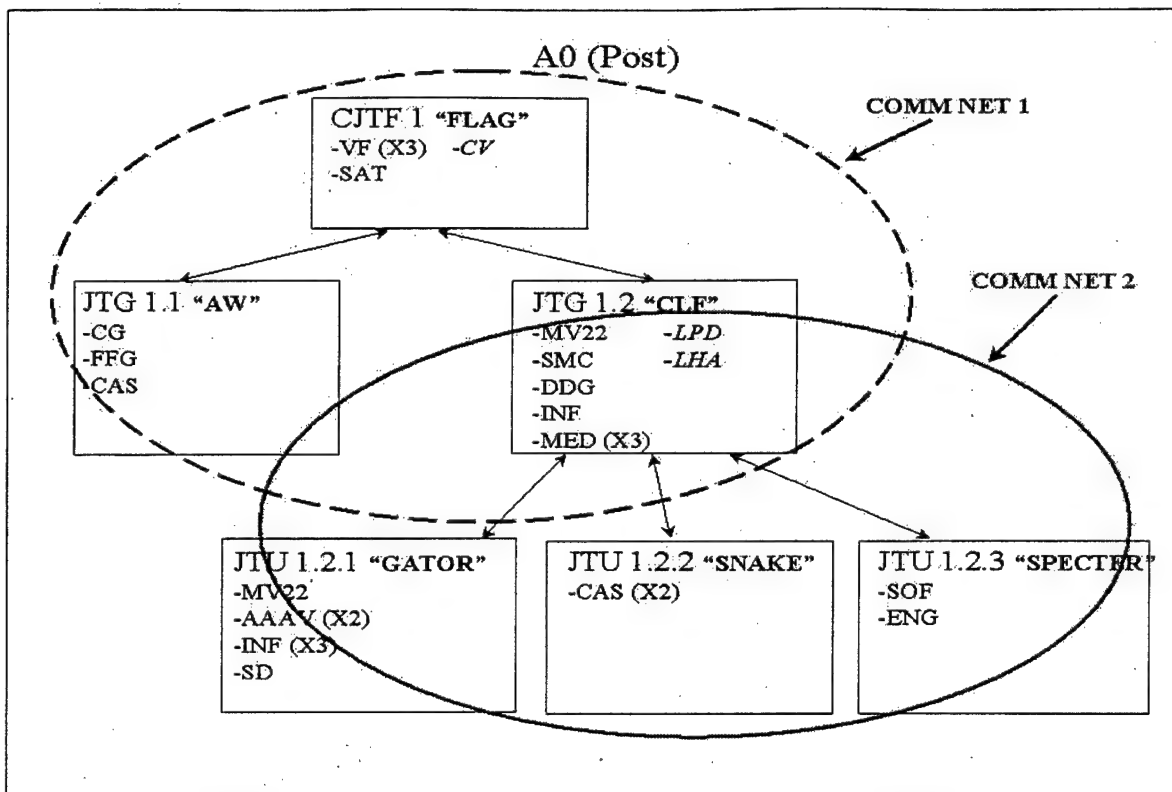 A0 (Post)
COMM NET 1
CJTF 1 “FLAG”
-VF (X3) -CV
-SAT
COMM NET 2
JTG 1.1 “AW”
-CG
-FFG
-CAS
JTG 1.2 “CLF”
-MV22 -LPD
-SMC -LHA
-DDG
-INF
-MED (X3)
JTU 1.2.1 “GATOR”
-MV22
-AAAV (X2)
-INF (X3)
-SD
JTU 1.2.2 “SNAKE”
-CAS (X2)
JTU 1.2.3 “SPECTER”
-SOF
-ENG